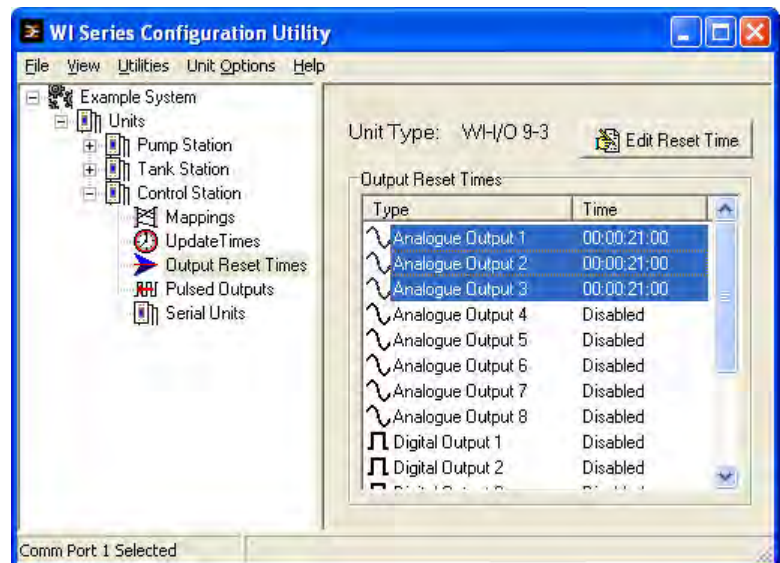 WI Series Configuration Utility
File View Utilities Unit Options Help
Example System
Units
Pump Station
Tank Station
Control Station
Mappings
UpdateTimes
Output Reset Times
Pulsed Outputs
Serial Units
Unit Type: WI-I/O 9-3
Edit Reset Time
Output Reset Times
Type Time
Analogue Output 1 00:00:21:00
Analogue Output 2 00:00:21:00
Analogue Output 3 00:00:21:00
Analogue Output 4 Disabled
Analogue Output 5 Disabled
Analogue Output 6 Disabled
Analogue Output 7 Disabled
Analogue Output 8 Disabled
Digital Output 1 Disabled
Digital Output 2 Disabled
Comm Port 1 Selected